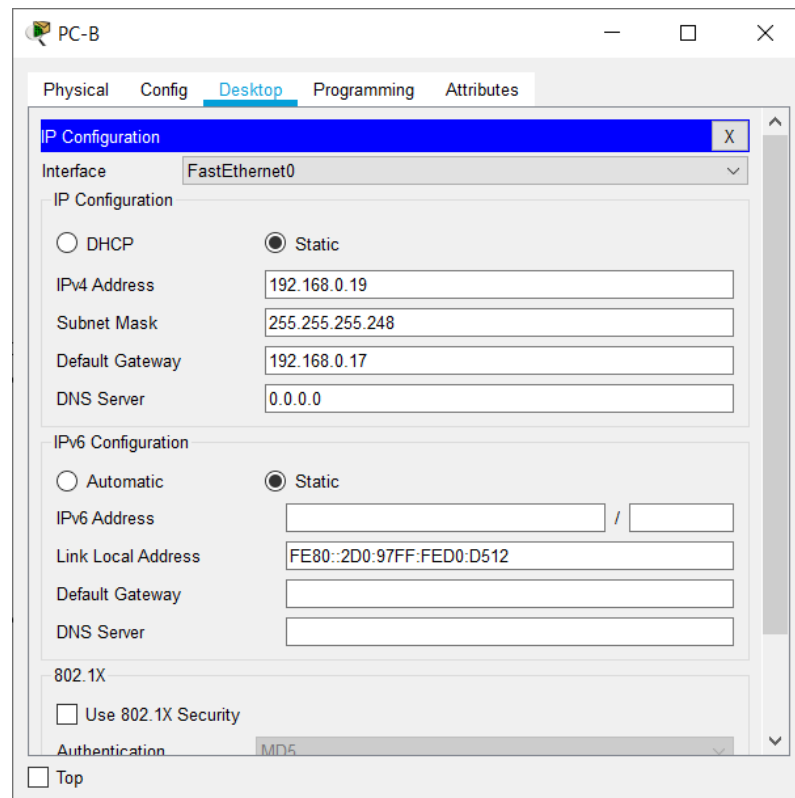 PC-B
Physical Config Desktop Programming Attributes
IP Configuration X
Interface FastEthernet0
IP Configuration
DHCP Static
IPv4 Address 192.168.0.19
Subnet Mask 255.255.255.248
Default Gateway 192.168.0.17
DNS Server 0.0.0.0
IPv6 Configuration
Automatic Static
IPv6 Address /
Link Local Address FE80::2D0:97FF:FED0:D512
Default Gateway
DNS Server
802.1X
Use 802.1X Security
Authentication MD5
Top